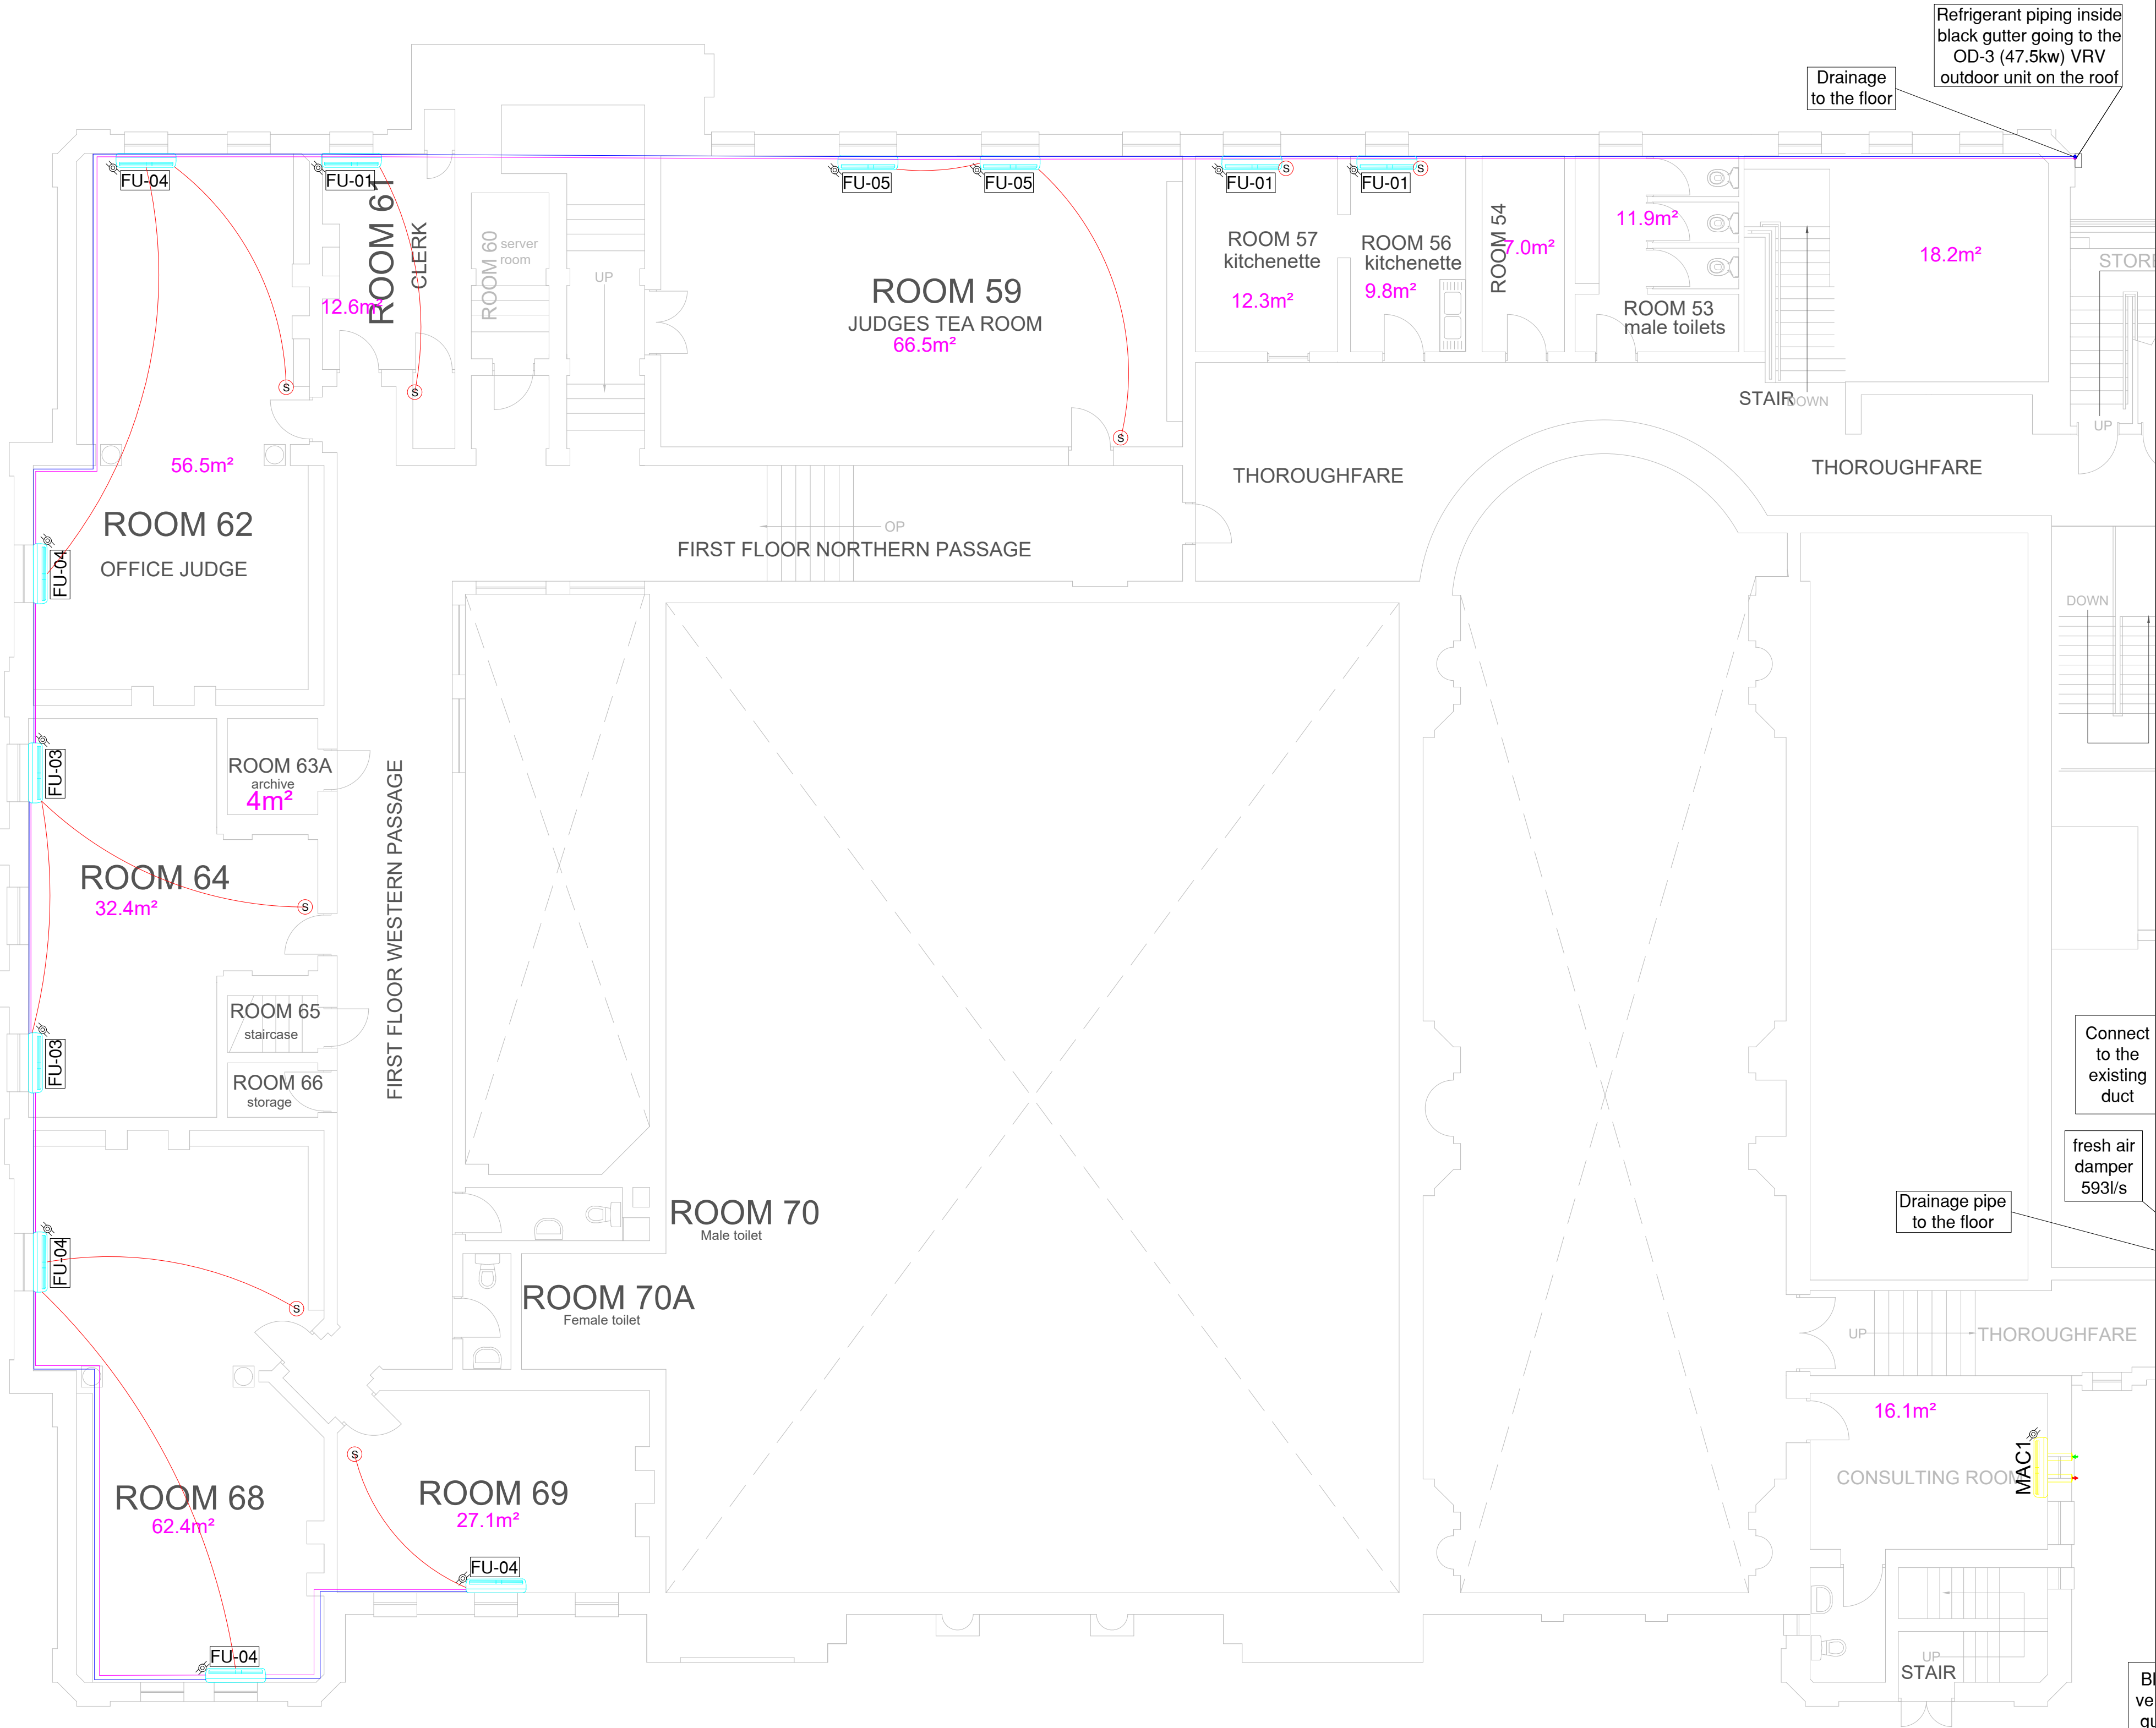 Refrigerant piping inside
black gutter going to the
OD-3 (47.5kw) VRV
outdoor unit on the roof
Drainage
to the floor
FU-04
FU-01
FU-05
FU-05
FU-01
FU-01
ROOM 61
CLERK
12.6m²
ROOM 60
server
room
UP
ROOM 59
JUDGES TEA ROOM
66.5m²
ROOM 57
kitchenette
12.3m²
ROOM 56
kitchenette
9.8m²
ROOM 54
7.0m²
11.9m²
ROOM 53
male toilets
18.2m²
STAIR
DOWN
UP
S
S
S
S
S
56.5m²
ROOM 62
OFFICE JUDGE
FU-04
THOROUGHFARE
THOROUGHFARE
OP
FIRST FLOOR NORTHERN PASSAGE
DOWN
FU-03
ROOM 63A
archive
4m²
ROOM 64
32.4m²
S
FIRST FLOOR WESTERN PASSAGE
ROOM 65
staircase
FU-03
ROOM 66
storage
Connect
to the
existing
duct
fresh air
damper
593l/s
Drainage pipe
to the floor
ROOM 70
Male toilet
FU-04
S
ROOM 70A
Female toilet
UP
THOROUGHFARE
16.1m²
CONSULTING ROOM
MAC1
S
ROOM 68
62.4m²
ROOM 69
27.1m²
FU-04
FU-04
UP
STAIR